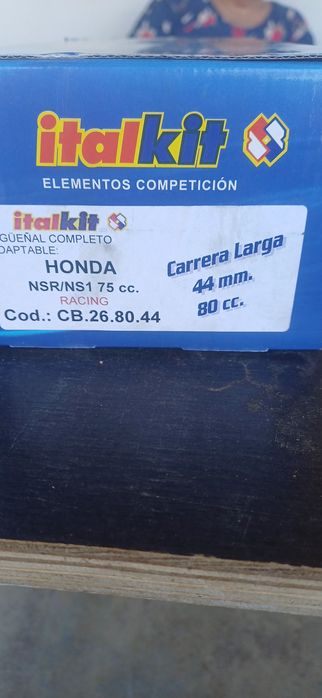 italkit
ELEMENTOS COMPETICIÓN
italkit
GÜEÑAL COMPLETO
DAPTABLE:
HONDA
NSR/NS1 75 cc.
RACING
Cod.: CB.26.80.44
Carrera Larga
44 mm.
80 cc.